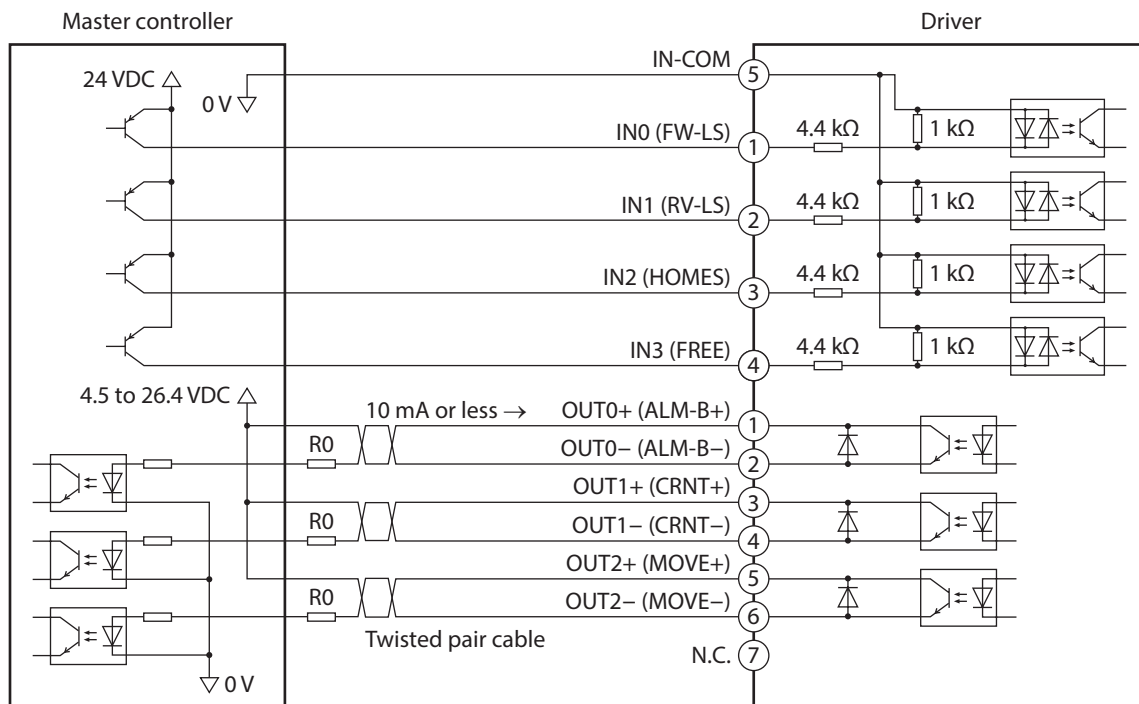 Master controller
Driver
24 VDC
0 V
IN-COM
5
IN0 (FW-LS)
1
4.4 kΩ
1 kΩ
IN1 (RV-LS)
2
4.4 kΩ
1 kΩ
IN2 (HOMES)
3
4.4 kΩ
1 kΩ
IN3 (FREE)
4
4.4 kΩ
1 kΩ
4.5 to 26.4 VDC
10 mA or less →
OUT0+ (ALM-B+)
1
R0
OUT0− (ALM-B−)
2
OUT1+ (CRNT+)
3
R0
OUT1− (CRNT−)
4
OUT2+ (MOVE+)
5
R0
OUT2− (MOVE−)
6
Twisted pair cable
N.C.
7
0 V